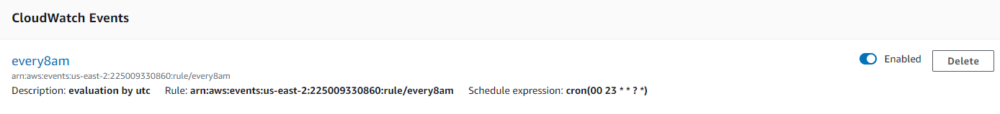 CloudWatch Events
every8am
Enabled
Delete
arn:aws:events:us-east-2:225009330860:rule/every8am
Description: evaluation by utc Rule: arn:aws:events:us-east-2:225009330860:rule/every8am Schedule expression: cron(00 23 * * ? *)